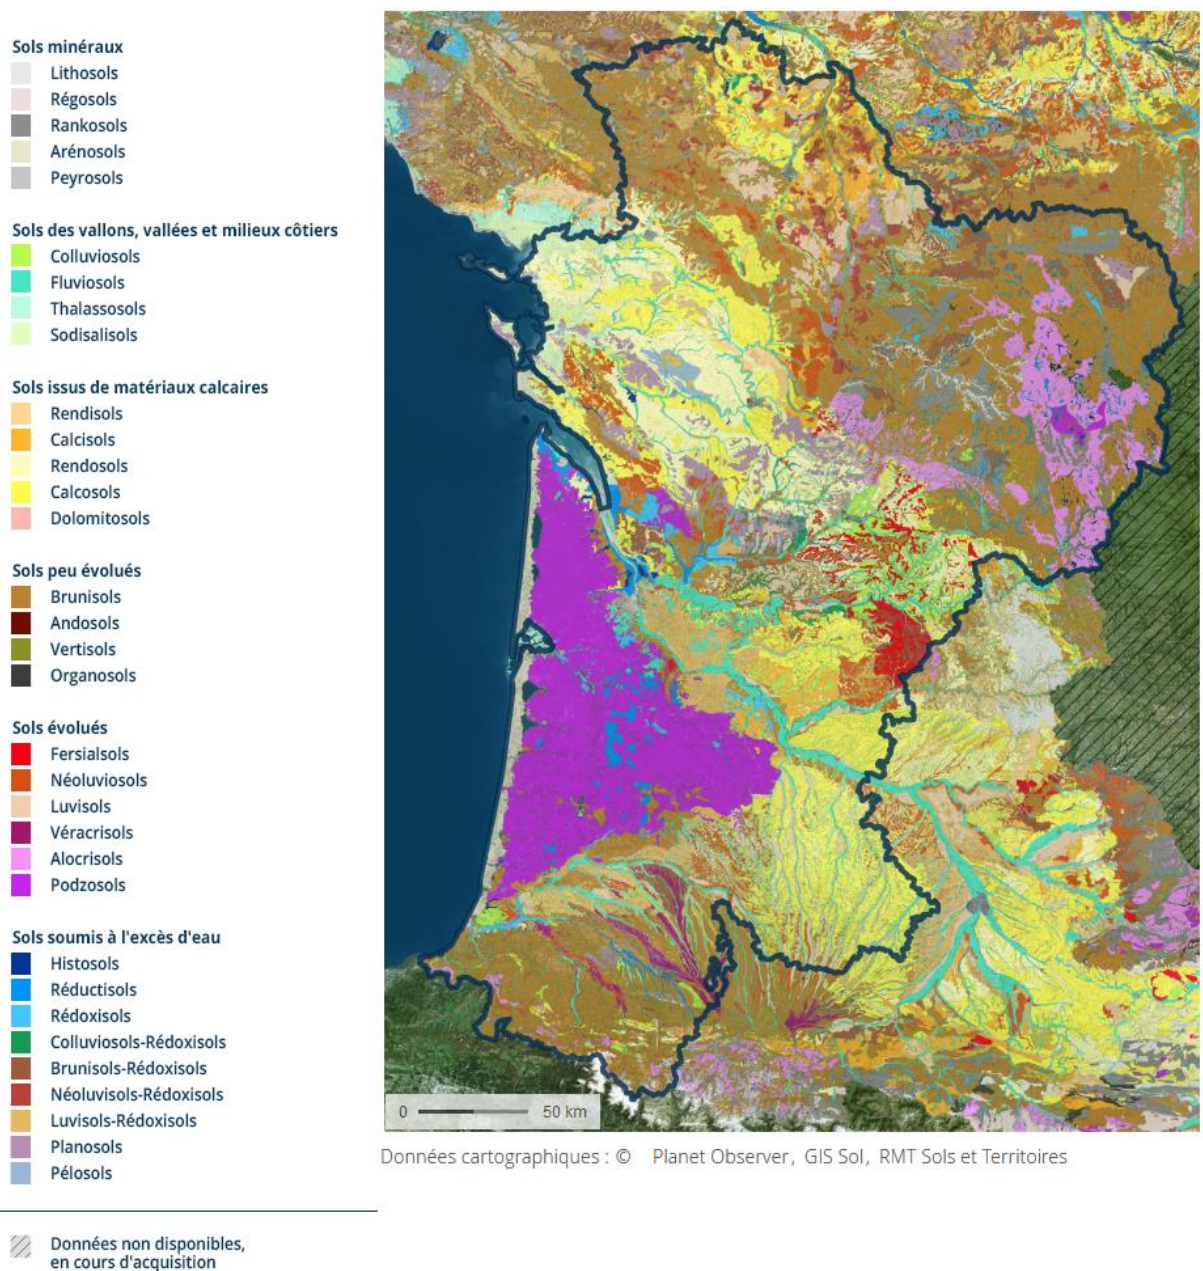 Sols minéraux
Lithosols
Régosols
Rankosols
Arénosols
Peyrosols
Sols des vallons, vallées et milieux côtiers
Colluviosols
Fluviosols
Thalassosols
Sodisalisols
Sols issus de matériaux calcaires
Rendisols
Calcisols
Rendosols
Calcosols
Dolomitosols
Sols peu évolués
Brunisols
Andosols
Vertisols
Organosols
Sols évolués
Fersialsols
Néoluviosols
Luvisols
Véracrisols
Alocrisols
Podzosols
Sols soumis à l'excès d'eau
Histosols
Réductisols
Rédoxisols
Colluviosols-Rédoxisols
Brunisols-Rédoxisols
Néoluvisols-Rédoxisols
Luvisols-Rédoxisols
Planosols
Pélosols
Données non disponibles,
en cours d'acquisition
0 50 km
Données cartographiques : © Planet Observer, GIS Sol, RMT Sols et Territoires